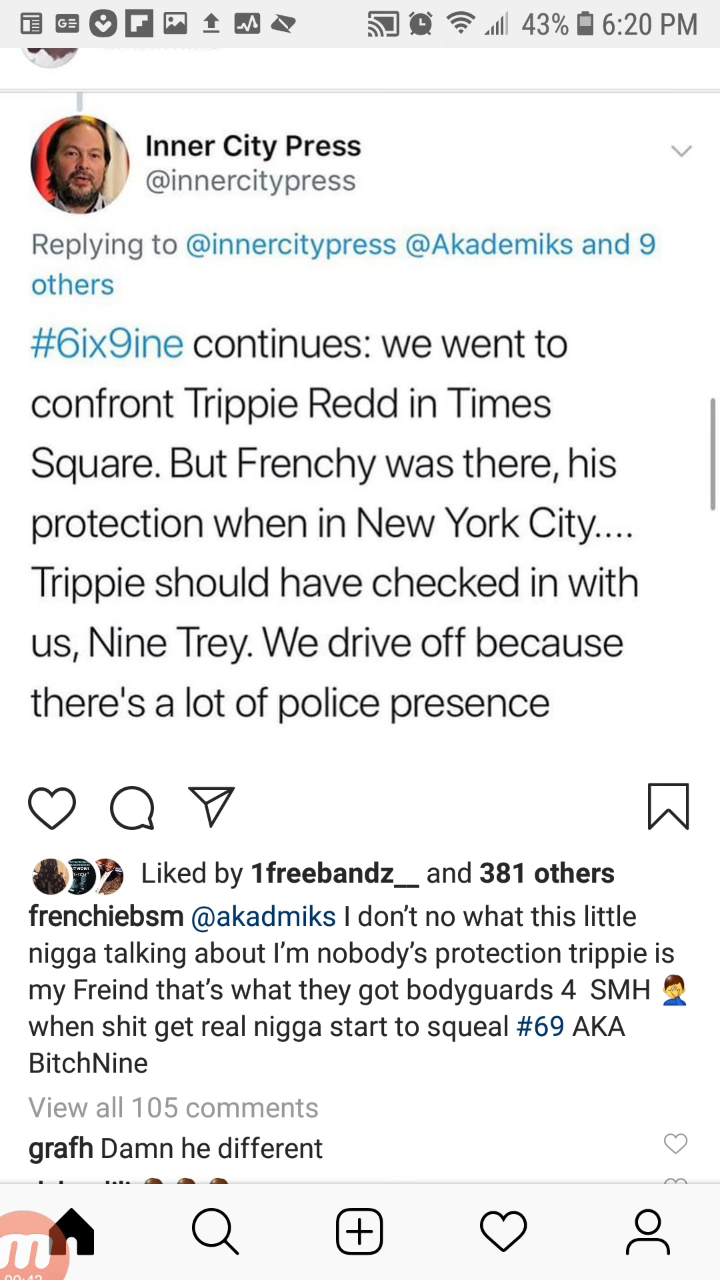 43% 6:20 PM
Inner City Press
@innercitypress
Replying to @innercitypress @Akademiks and 9
others
#6ix9ine continues: we went to
confront Trippie Redd in Times
Square. But Frenchy was there, his
protection when in New York City....
Trippie should have checked in with
us, Nine Trey. We drive off because
there's a lot of police presence
Liked by 1freebandz__ and 381 others
frenchiebsm @akadmiks I don’t no what this little
nigga talking about I’m nobody’s protection trippie is
my Freind that’s what they got bodyguards 4 SMH 🤦‍♂️
when shit get real nigga start to squeal #69 AKA
BitchNine
View all 105 comments
grafh Damn he different